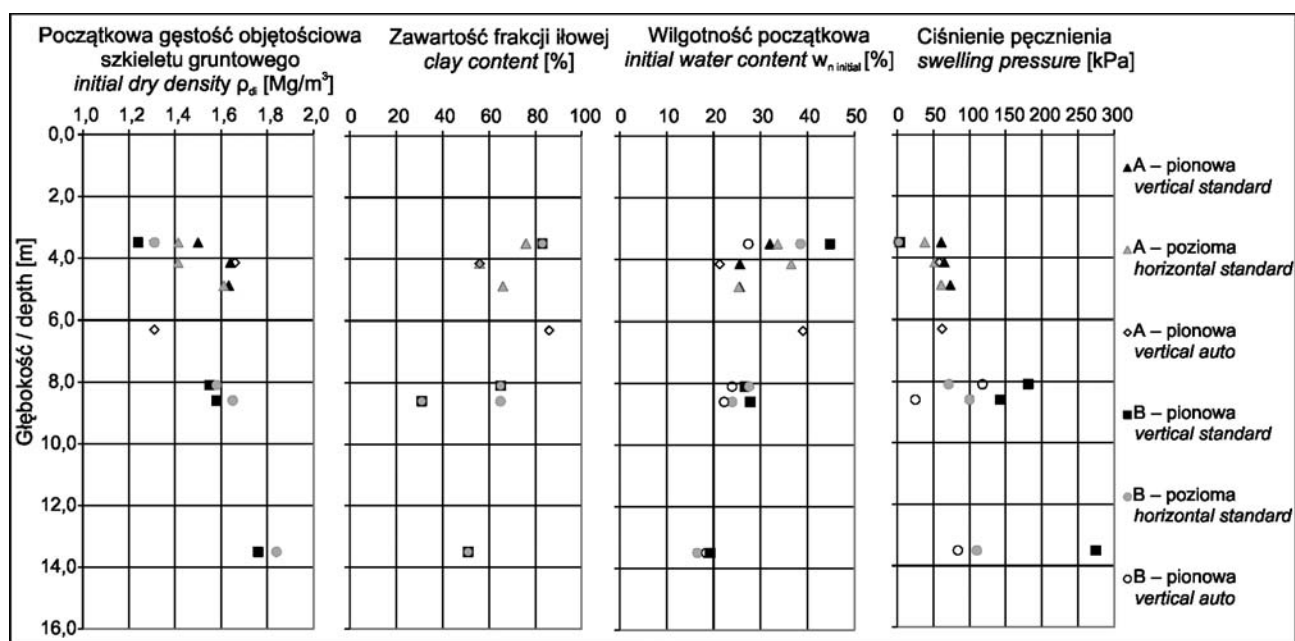 Początkowa gęstość objętościowa
szkieletu gruntowego
initial dry density ρdi [Mg/m³]
1,0 1,2 1,4 1,6 1,8 2,0
Zawartość frakcji iłowej
clay content [%]
0 20 40 60 80 100
Wilgotność początkowa
initial water content wn initial [%]
0 10 20 30 40 50
Ciśnienie pęcznienia
swelling pressure [kPa]
0 50 100 150 200 250 300
Głębokość / depth [m]
0,0
2,0
4,0
6,0
8,0
10,0
12,0
14,0
16,0
A – pionowa
vertical standard
A – pozioma
horizontal standard
A – pionowa
vertical auto
B – pionowa
vertical standard
B – pozioma
horizontal standard
B – pionowa
vertical auto